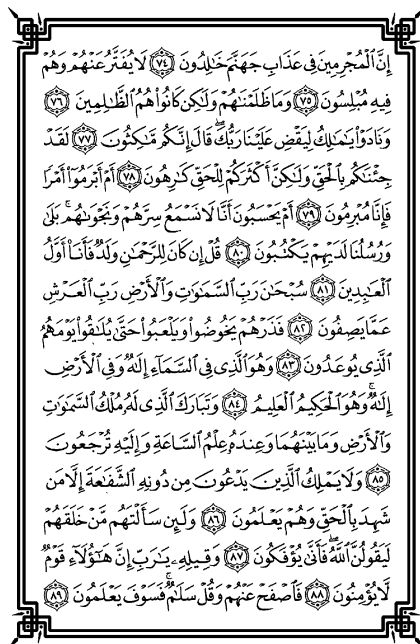 إِنَّ ٱلْمُجْرِمِينَ فِى عَذَابِ جَهَنَّمَ خَٰلِدُونَ ٧٤ لَا يُفَتَّرُ عَنْهُمْ وَهُمْ
فِيهِ مُبْلِسُونَ ٧٥ وَمَا ظَلَمْنَٰهُمْ وَلَٰكِن كَانُوا۟ هُمُ ٱلظَّٰلِمِينَ ٧٦
وَنَادَوْا۟ يَٰمَٰلِكُ لِيَقْضِ عَلَيْنَا رَبُّكَ ۖ قَالَ إِنَّكُم مَّٰكِثُونَ ٧٧ لَقَدْ
جِئْنَٰكُم بِٱلْحَقِّ وَلَٰكِنَّ أَكْثَرَكُمْ لِلْحَقِّ كَٰرِهُونَ ٧٨ أَمْ أَبْرَمُوٓا۟ أَمْرًا
فَإِنَّا مُبْرِمُونَ ٧٩ أَمْ يَحْسَبُونَ أَنَّا لَا نَسْمَعُ سِرَّهُمْ وَنَجْوَىٰهُم ۚ بَلَىٰ
وَرُسُلُنَا لَدَيْهِمْ يَكْتُبُونَ ٨٠ قُلْ إِن كَانَ لِلرَّحْمَٰنِ وَلَدٌ فَأَنَا۠ أَوَّلُ
ٱلْعَٰبِدِينَ ٨١ سُبْحَٰنَ رَبِّ ٱلسَّمَٰوَٰتِ وَٱلْأَرْضِ رَبِّ ٱلْعَرْشِ
عَمَّا يَصِفُونَ ٨٢ فَذَرْهُمْ يَخُوضُوا۟ وَيَلْعَبُوا۟ حَتَّىٰ يُلَٰقُوا۟ يَوْمَهُمُ
ٱلَّذِى يُوعَدُونَ ٨٣ وَهُوَ ٱلَّذِى فِى ٱلسَّمَآءِ إِلَٰهٌ وَفِى ٱلْأَرْضِ
إِلَٰهٌ ۚ وَهُوَ ٱلْحَكِيمُ ٱلْعَلِيمُ ٨٤ وَتَبَارَكَ ٱلَّذِى لَهُۥ مُلْكُ ٱلسَّمَٰوَٰتِ
وَٱلْأَرْضِ وَمَا بَيْنَهُمَا وَعِندَهُۥ عِلْمُ ٱلسَّاعَةِ وَإِلَيْهِ تُرْجَعُونَ
٨٥ وَلَا يَمْلِكُ ٱلَّذِينَ يَدْعُونَ مِن دُونِهِ ٱلشَّفَٰعَةَ إِلَّا مَن
شَهِدَ بِٱلْحَقِّ وَهُمْ يَعْلَمُونَ ٨٦ وَلَئِن سَأَلْتَهُم مَّنْ خَلَقَهُمْ
لَيَقُولُنَّ ٱللَّهُ ۖ فَأَنَّىٰ يُؤْفَكُونَ ٨٧ وَقِيلِهِۦ يَٰرَبِّ إِنَّ هَٰٓؤُلَآءِ قَوْمٌ
لَّا يُؤْمِنُونَ ٨٨ فَٱصْفَحْ عَنْهُمْ وَقُلْ سَلَٰمٌ ۚ فَسَوْفَ يَعْلَمُونَ ٨٩